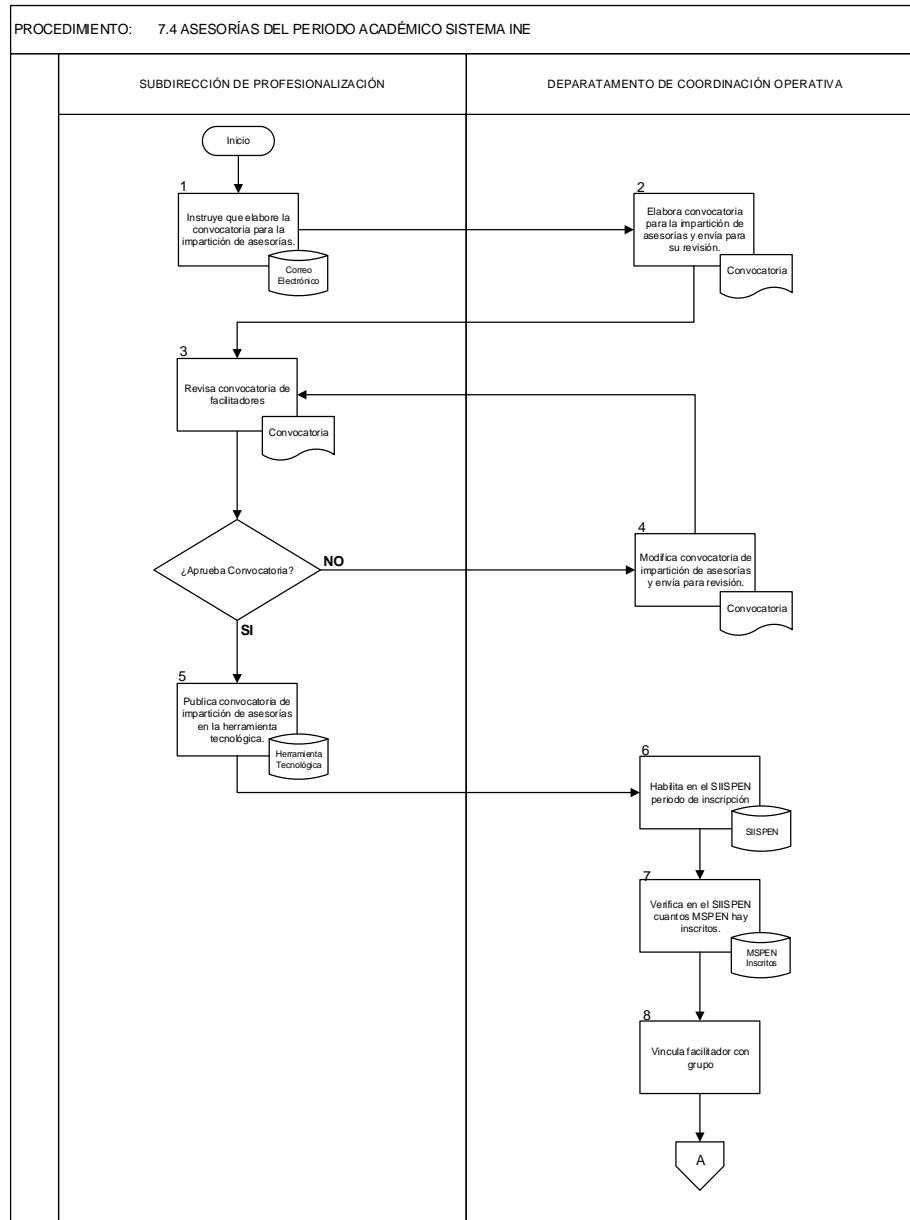 PROCEDIMIENTO: 7.4 ASESORÍAS DEL PERIODO ACADÉMICO SISTEMA INE
SUBDIRECCIÓN DE PROFESIONALIZACIÓN
DEPARATAMENTO DE COORDINACIÓN OPERATIVA
Inicio
1
Instruye que elabore la
convocatoria para la
impartición de asesorías.
Correo
Electrónico
2
Elabora convocatoria
para la impartición de
asesorías y envía para
su revisión.
Convocatoria
3
Revisa convocatoria de
facilitadores
Convocatoria
¿Aprueba Convocatoria?
NO
SI
4
Modifica convocatoria de
impartición de asesorías
y envía para revisión.
Convocatoria
5
Publica convocatoria de
impartición de asesorías
en la herramienta
tecnológica.
Herramienta
Tecnológica
6
Habilita en el SIISPEN
periodo de inscripción
SIISPEN
7
Verifica en el SIISPEN
cuantos MSPEN hay
inscritos.
MSPEN
Inscritos
8
Vincula facilitador con
grupo
A